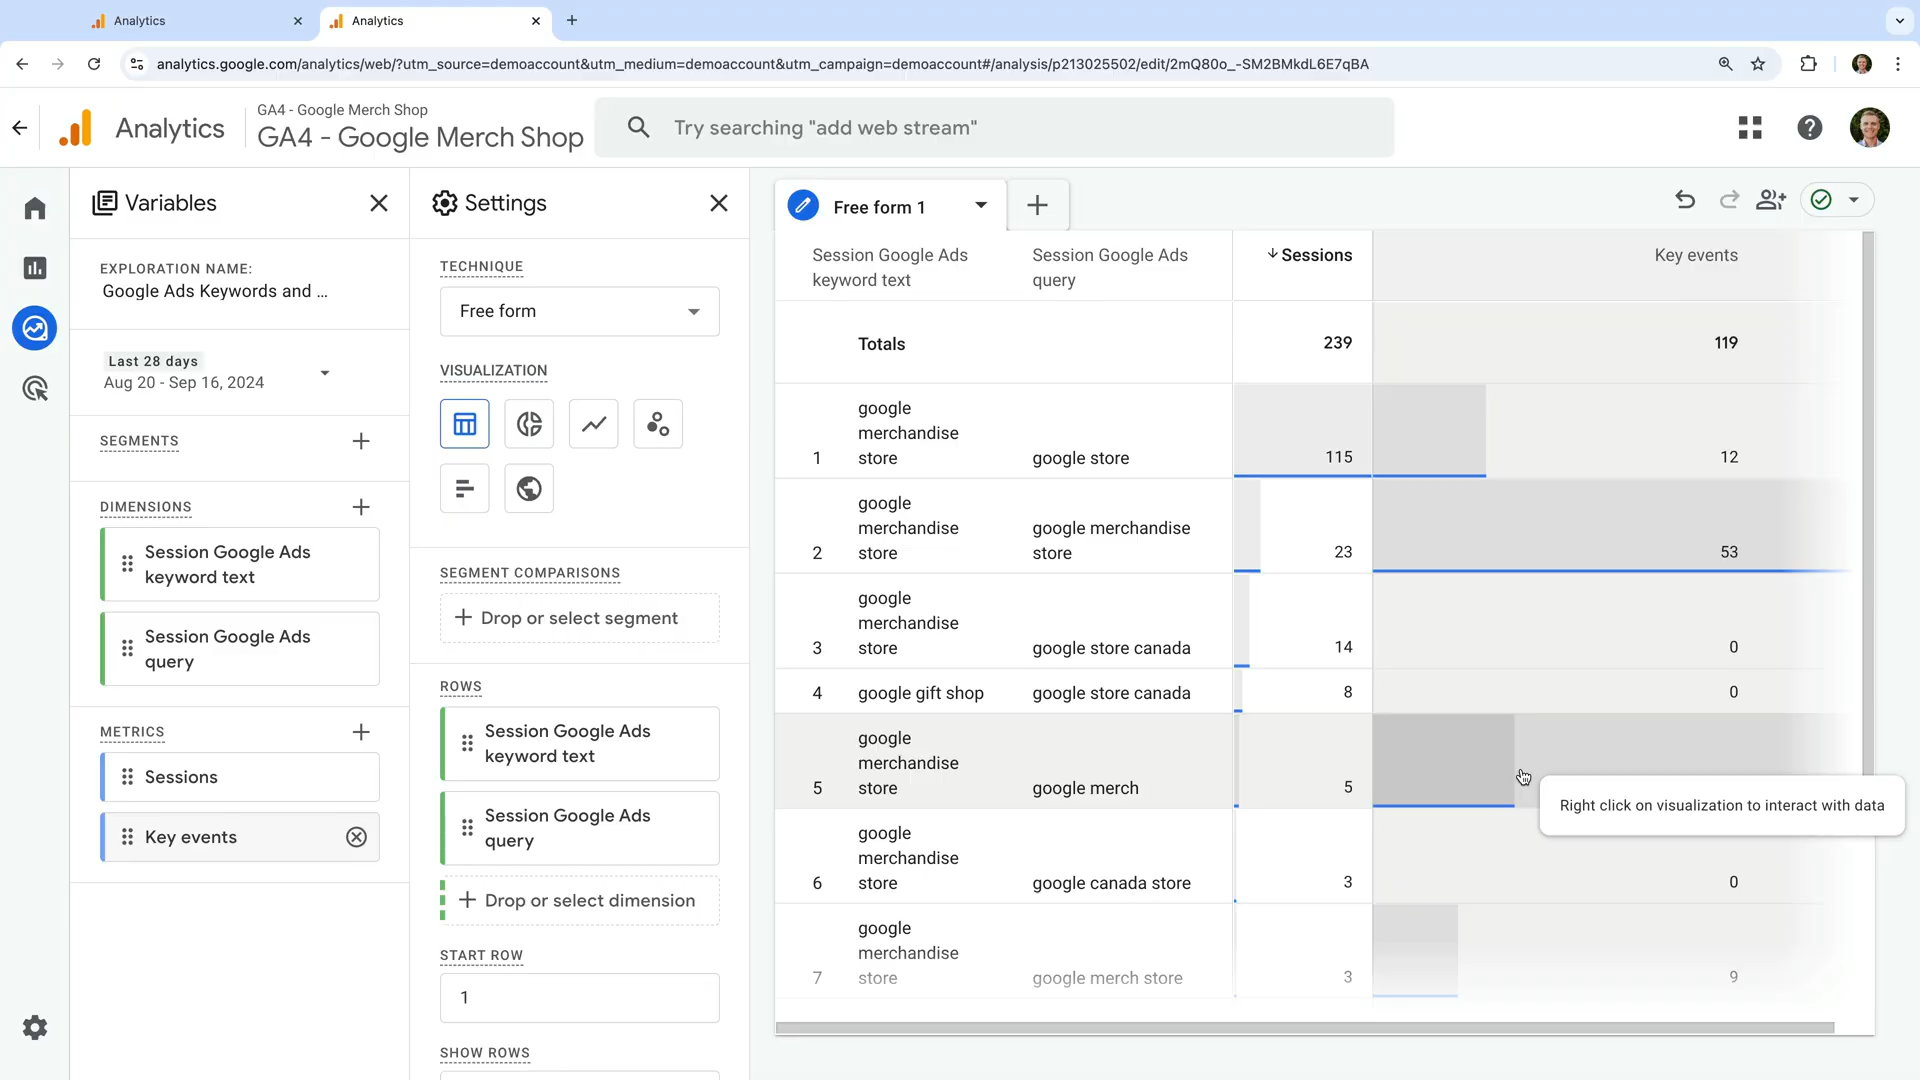 Analytics
Analytics
analytics.google.com/analytics/web/?utm_source=demoaccount&utm_medium=demoaccount&utm_campaign=demoaccount#/analysis/p213025502/edit/2mQ80o_-SM2BMkdL6E7qBA
Analytics
GA4 - Google Merch Shop
GA4 - Google Merch Shop
Try searching "add web stream"
Variables
EXPLORATION NAME:
Google Ads Keywords and ...
Last 28 days
Aug 20 - Sep 16, 2024
SEGMENTS
DIMENSIONS
Session Google Ads
keyword text
Session Google Ads
query
METRICS
Sessions
Key events
Settings
TECHNIQUE
Free form
VISUALIZATION
SEGMENT COMPARISONS
Drop or select segment
ROWS
Session Google Ads
keyword text
Session Google Ads
query
Drop or select dimension
START ROW
1
SHOW ROWS
Free form 1
Session Google Ads
keyword text
Session Google Ads
query
Sessions
Key events
Totals
239
119
google
merchandise
1 store google store 115 12
google
merchandise google merchandise
2 store store 23 53
google
merchandise
3 store google store canada 14 0
4 google gift shop google store canada 8 0
google
merchandise
5 store google merch 5
Right click on visualization to interact with data
google
merchandise
6 store google canada store 3 0
google
merchandise
7 store google merch store 3 9